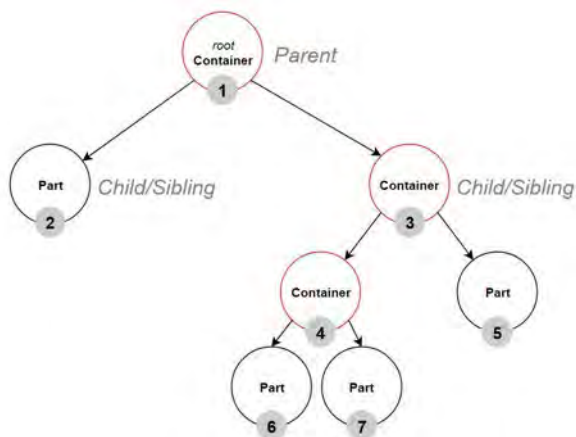 root
Container
Parent
1
Part
Child/Sibling
2
Container
Child/Sibling
3
Container
4
Part
5
Part
6
Part
7